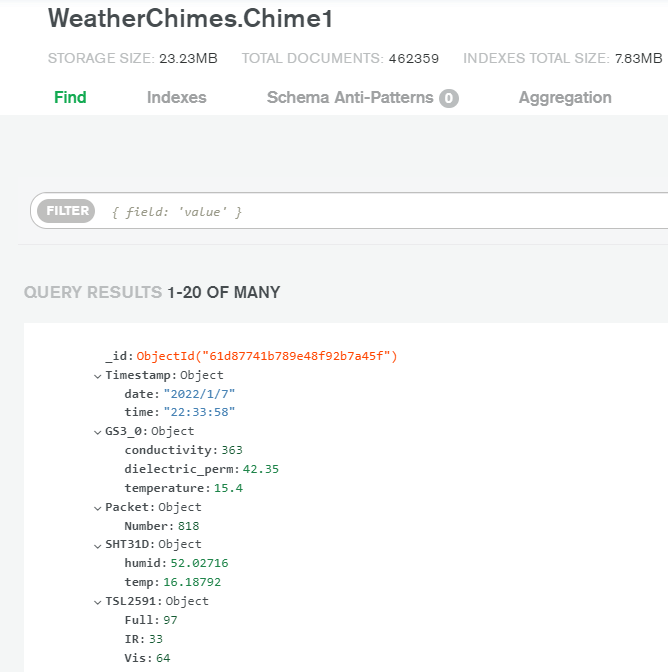 WeatherChimes.Chime1
STORAGE SIZE: 23.23MB TOTAL DOCUMENTS: 462359 INDEXES TOTAL SIZE: 7.83MB
Find Indexes Schema Anti-Patterns 0 Aggregation
FILTER { field: 'value' }
QUERY RESULTS 1-20 OF MANY
_id: ObjectId("61d87741b789e48f92b7a45f")
Timestamp: Object
date: "2022/1/7"
time: "22:33:58"
GS3_0: Object
conductivity: 363
dielectric_perm: 42.35
temperature: 15.4
Packet: Object
Number: 818
SHT31D: Object
humid: 52.02716
temp: 16.18792
TSL2591: Object
Full: 97
IR: 33
Vis: 64